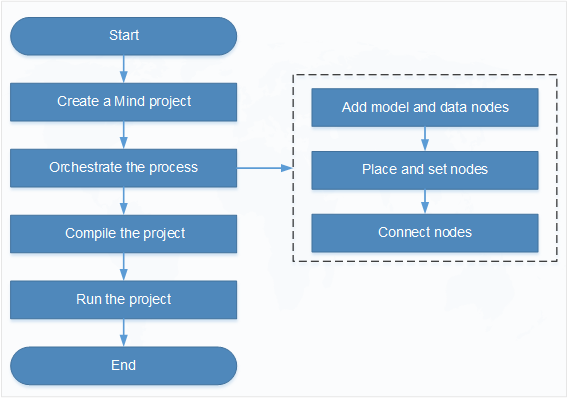 Start
Create a Mind project
Orchestrate the process
Compile the project
Run the project
End
Add model and data nodes
Place and set nodes
Connect nodes